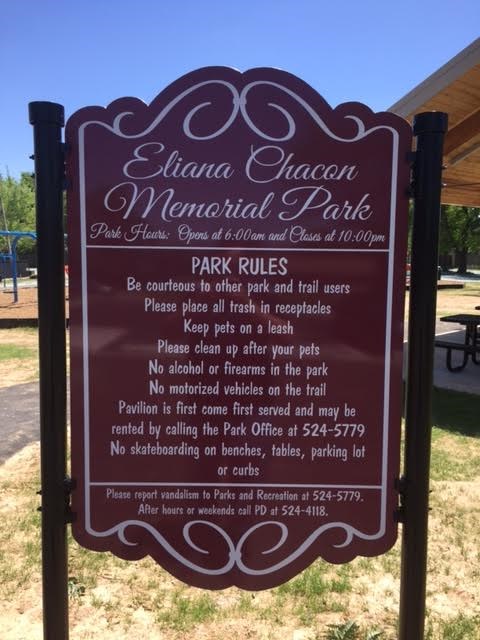 Eliana Chacon
Memorial Park
Park Hours: Opens at 6:00am and Closes at 10:00pm
PARK RULES
Be courteous to other park and trail users
Please place all trash in receptacles
Keep pets on a leash
Please clean up after your pets
No alcohol or firearms in the park
No motorized vehicles on the trail
Pavilion is first come first served and may be
rented by calling the Park Office at 524-5779
No skateboarding on benches, tables, parking lot
or curbs
Please report vandalism to Parks and Recreation at 524-5779.
After hours or weekends call PD at 524-4118.